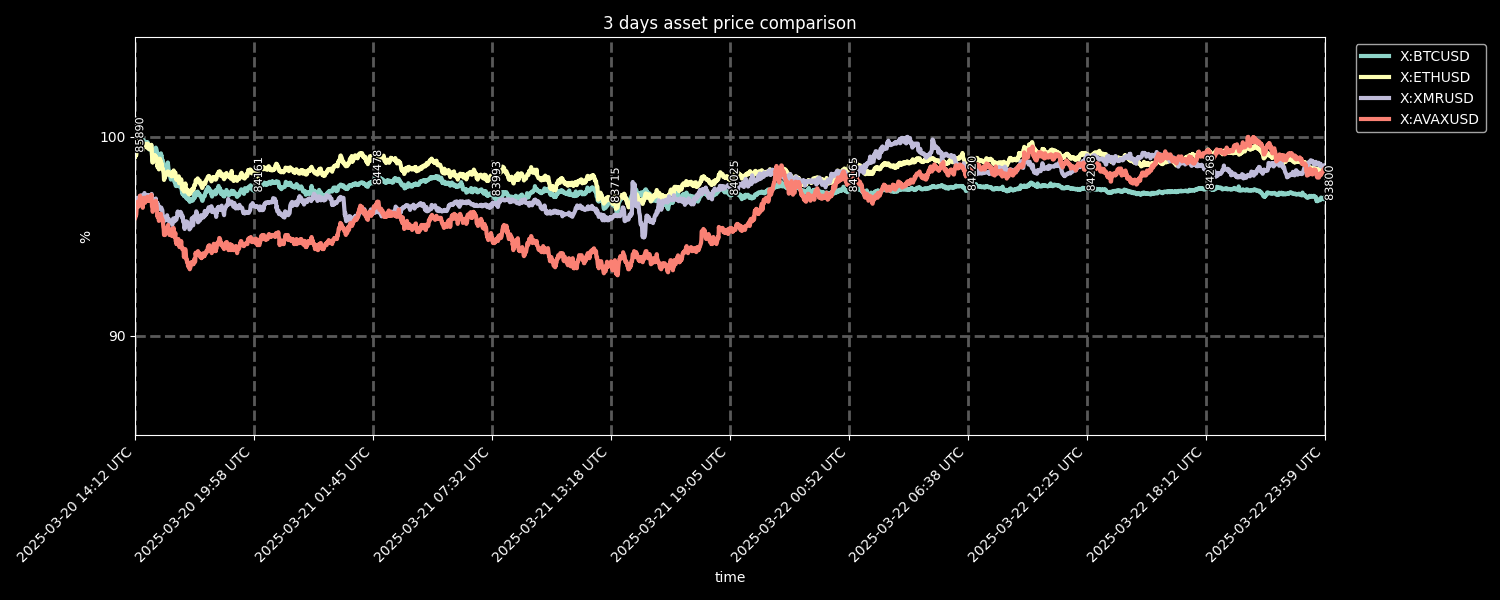 3 days asset price comparison
X:BTCUSD
X:ETHUSD
X:XMRUSD
X:AVAXUSD
100
90
%
85890
84161
84478
83993
83715
84025
84165
84220
84208
84268
83800
2025-03-20 14:12 UTC
2025-03-20 19:58 UTC
2025-03-21 01:45 UTC
2025-03-21 07:32 UTC
2025-03-21 13:18 UTC
2025-03-21 19:05 UTC
2025-03-22 00:52 UTC
2025-03-22 06:38 UTC
2025-03-22 12:25 UTC
2025-03-22 18:12 UTC
2025-03-22 23:59 UTC
time